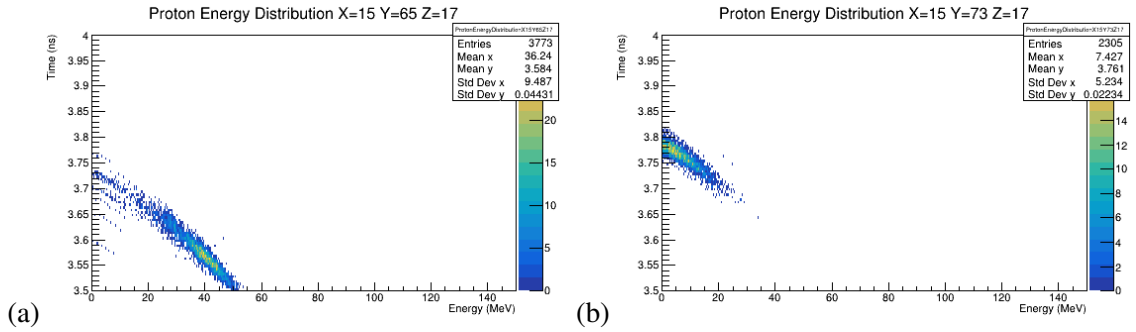 Proton Energy Distribution X=15 Y=65 Z=17
ProtonEnergyDistributionX15Y65Z17
Entries 3773
Mean x 36.24
Mean y 3.584
Std Dev x 9.487
Std Dev y 0.04431
Time (ns)
4
3.95
3.9
3.85
3.8
3.75
3.7
3.65
3.6
3.55
3.5
0 20 40 60 80 100 120 140
Energy (MeV)
20
15
10
5
0
(a)
Proton Energy Distribution X=15 Y=73 Z=17
ProtonEnergyDistributionX15Y73Z17
Entries 2305
Mean x 7.427
Mean y 3.761
Std Dev x 5.234
Std Dev y 0.02234
Time (ns)
4
3.95
3.9
3.85
3.8
3.75
3.7
3.65
3.6
3.55
3.5
0 20 40 60 80 100 120 140
Energy (MeV)
14
12
10
8
6
4
2
0
(b)